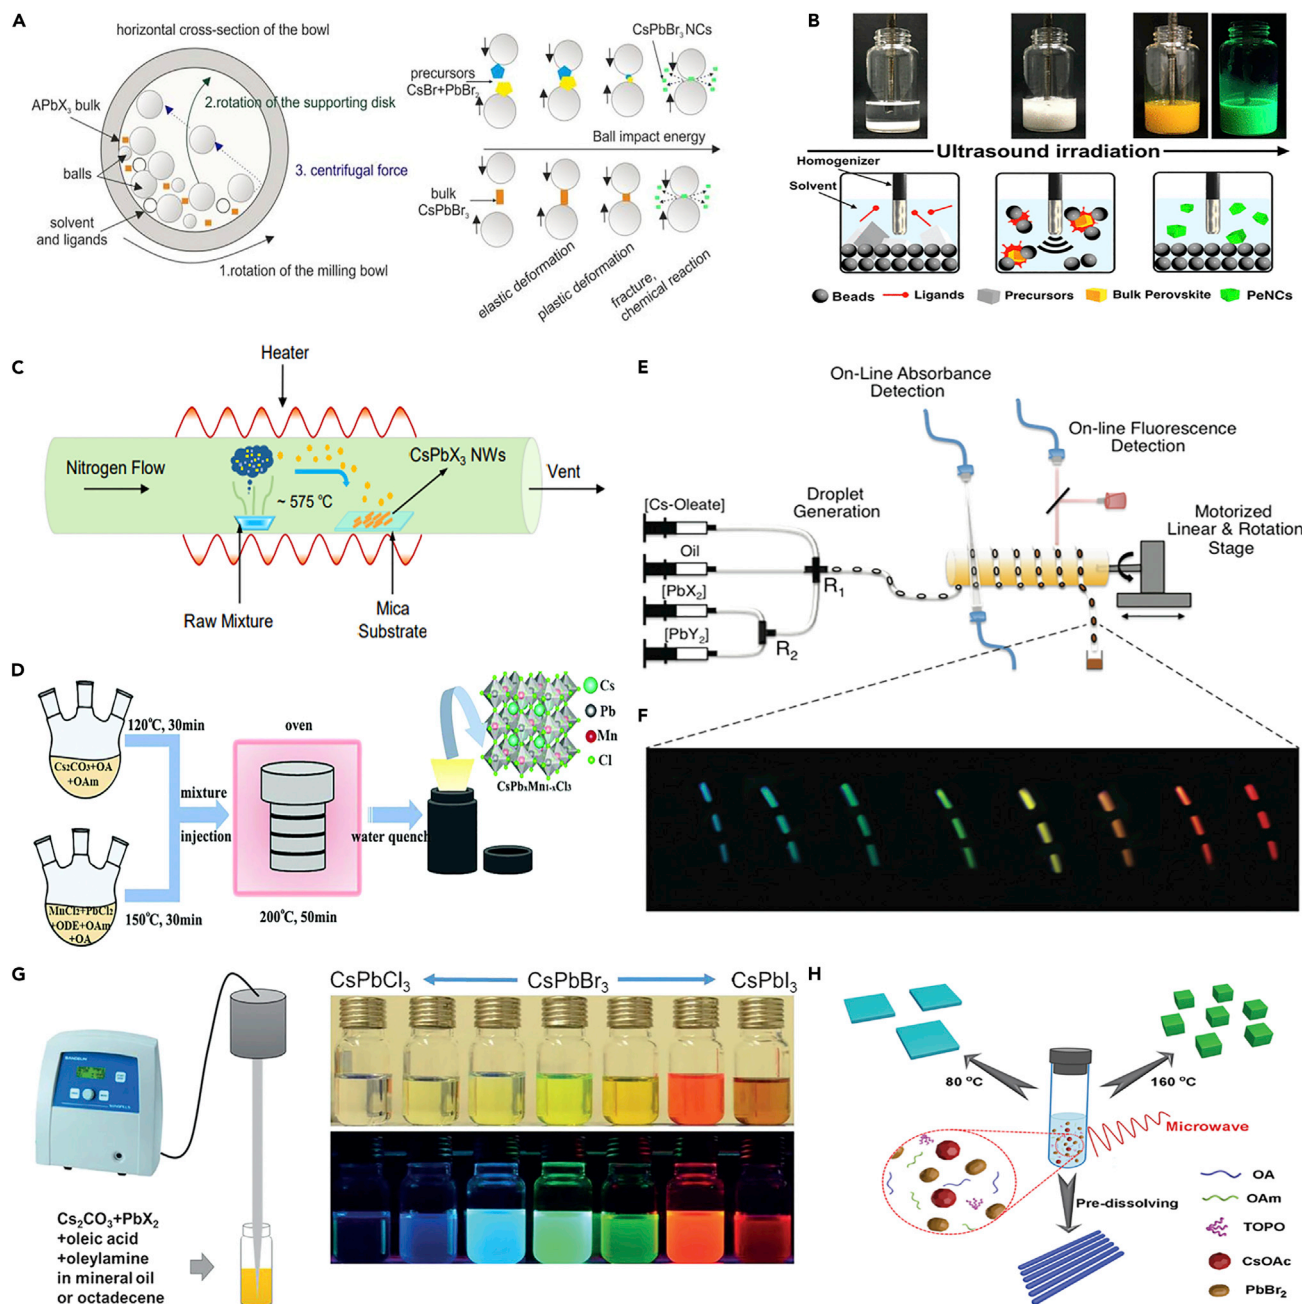 A
horizontal cross-section of the bowl
2.rotation of the supporting disk
APbX3 bulk
balls
3. centrifugal force
solvent
and ligands
1.rotation of the milling bowl
CsPbBr3 NCs
precursors
CsBr+PbBr2
Ball impact energy
bulk
CsPbBr3
elastic deformation
plastic deformation
fracture,
chemical reaction
B
Ultrasound irradiation
Homogenizer
Solvent
Beads
Ligands
Precursors
Bulk Perovskite
PeNCs
C
Heater
Nitrogen Flow
~ 575 °C
CsPbX3 NWs
Vent
Raw Mixture
Mica
Substrate
E
On-Line Absorbance
Detection
On-line Fluorescence
Detection
Droplet
Generation
[Cs-Oleate]
Oil
[PbX2]
[PbY2]
R1
R2
Motorized
Linear & Rotation
Stage
D
120°C, 30min
Cs2CO3+OA
+OAm
mixture
injection
MnCl2+PbCl2
+ODE+OAm
+OA
150°C, 30min
oven
200°C, 50min
water quench
Cs
Pb
Mn
Cl
CsPbxMn1-xCl3
F
G
Cs2CO3+PbX2
+oleic acid
+oleylamine
in mineral oil
or octadecene
CsPbCl3
CsPbBr3
CsPbI3
H
80 °C
160 °C
Microwave
Pre-dissolving
OA
OAm
TOPO
CsOAc
PbBr2